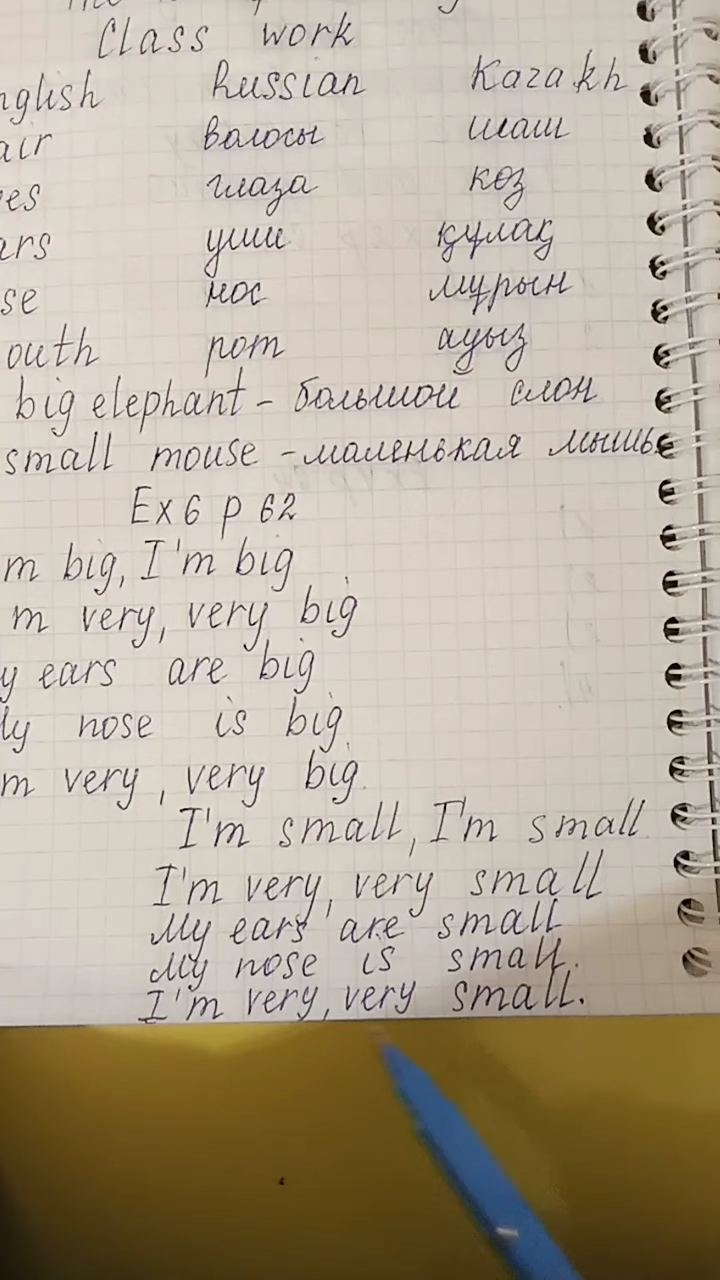 Class work
nglish Russian Kazakh
air волосы шаш
es глаза көз
ars уши құлақ
se нос мұрын
outh рот ауыз
big elephant - большой слон
small mouse - маленькая мышь
Ex 6 p 62
m big, I'm big
m very, very big
y ears are big
ly nose is big
m very, very big.
I'm small, I'm small
I'm very, very small
My ears are small
My nose is small.
I'm very, very small.